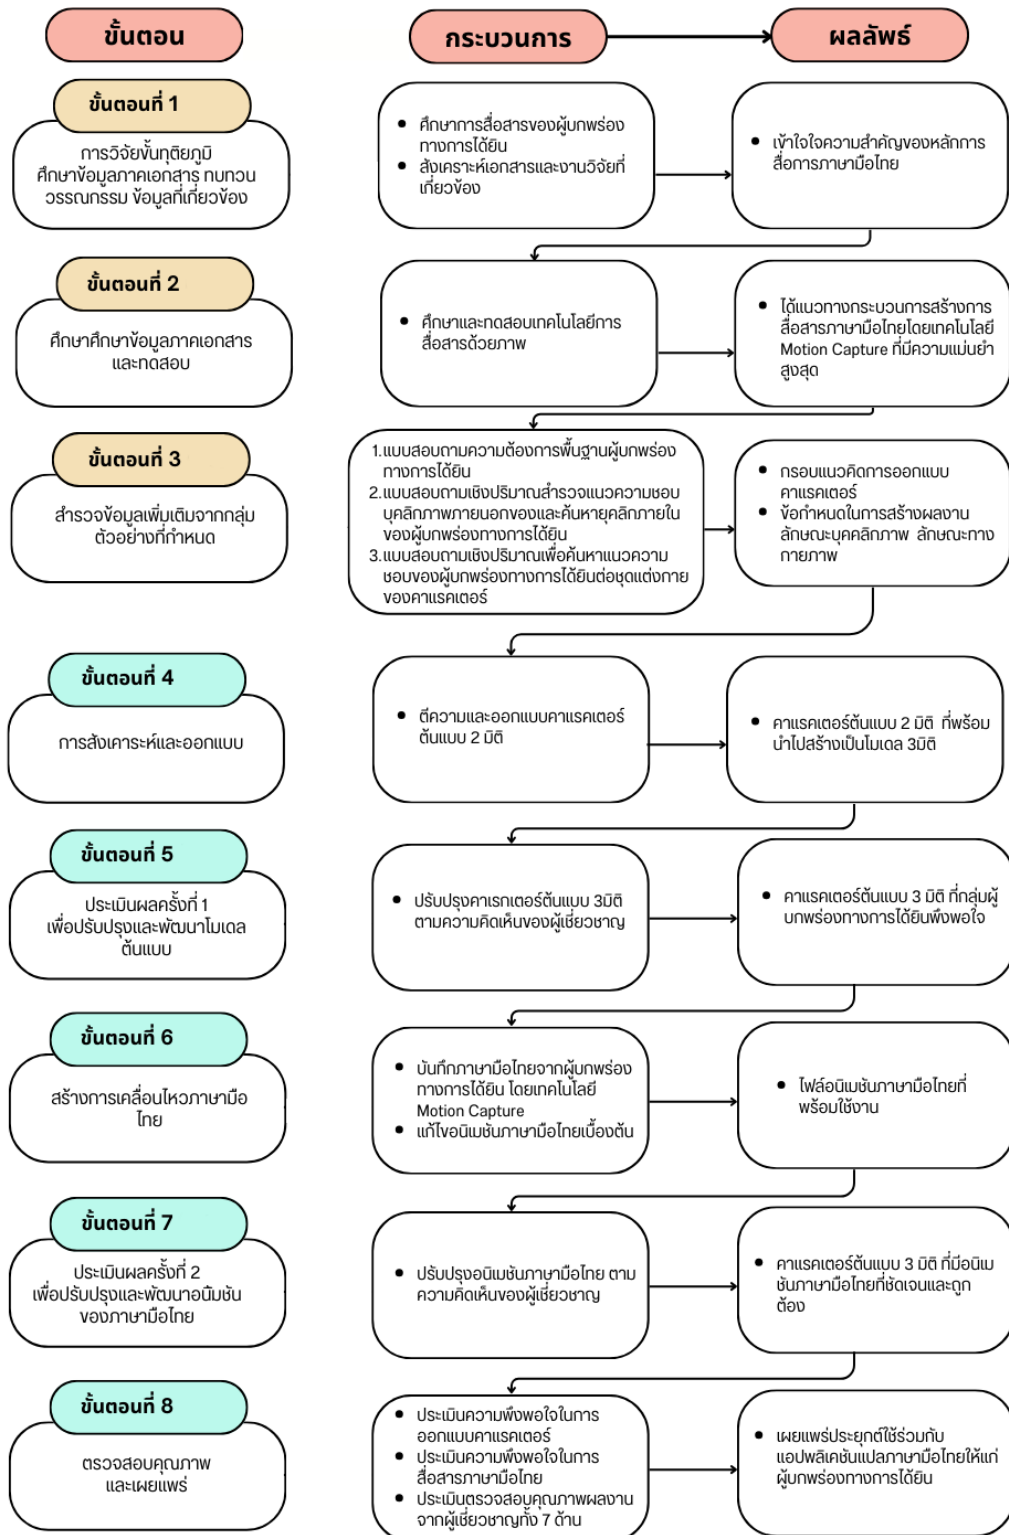 ขั้นตอน
กระบวนการ
ผลลัพธ์
ขั้นตอนที่ 1
การวิจัยขั้นทุติยภูมิ
ศึกษาข้อมูลภาคเอกสาร ทบทวน
วรรณกรรม ข้อมูลที่เกี่ยวข้อง
ศึกษาการสื่อสารของผู้บกพร่อง
ทางการได้ยิน
สังเคราะห์เอกสารและงานวิจัยที่
เกี่ยวข้อง
เข้าใจใจความสำคัญของหลักการ
สื่อการภาษามือไทย
ขั้นตอนที่ 2
ศึกษาศึกษาข้อมูลภาคเอกสาร
และทดสอบ
ศึกษาและทดสอบเทคโนโลยีการ
สื่อสารด้วยภาพ
ได้แนวทางกระบวนการสร้างการ
สื่อสารภาษามือไทยโดยเทคโนโลยี
Motion Capture ที่มีความแม่นยำ
สูงสุด
ขั้นตอนที่ 3
สำรวจข้อมูลเพิ่มเติมจากกลุ่ม
ตัวอย่างที่กำหนด
1.แบบสอบถามความต้องการพื้นฐานผู้บกพร่อง
ทางการได้ยิน
2.แบบสอบถามเชิงปริมาณสำรวจแนวความชอบ
บุคลิกภาพภายนอกของและค้นหายุคลิกภายใน
ของผู้บกพร่องทางการได้ยิน
3.แบบสอบถามเชิงปริมาณเพื่อค้นหาแนวความ
ชอบของผู้บกพร่องทางการได้ยินต่อชุดแต่งกาย
ของคาแรคเตอร์
กรอบแนวคิดการออกแบบ
คาแรคเตอร์
ข้อกำหนดในการสร้างผลงาน
ลักษณะบุคคลิกภาพ ลักษณะทาง
กายภาพ
ขั้นตอนที่ 4
การสังเคาระห์และออกแบบ
ตีความและออกแบบคาแรคเตอร์
ต้นแบบ 2 มิติ
คาแรคเตอร์ต้นแบบ 2 มิติ ที่พร้อม
นำไปสร้างเป็นโมเดล 3มิติ
ขั้นตอนที่ 5
ประเมินผลครั้งที่ 1
เพื่อปรับปรุงและพัฒนาโมเดล
ต้นแบบ
ปรับปรุงคาเรกเตอร์ต้นแบบ 3มิติ
ตามความคิดเห็นของผู้เชี่ยวชาญ
คาแรคเตอร์ต้นแบบ 3 มิติ ที่กลุ่มผู้
บกพร่องทางการได้ยินพึงพอใจ
ขั้นตอนที่ 6
สร้างการเคลื่อนไหวภาษามือ
ไทย
บันทึกภาษามือไทยจากผู้บกพร่อง
ทางการได้ยิน โดยเทคโนโลยี
Motion Capture
แก้ไขอนิเมชันภาษามือไทยเบื้องต้น
ไฟล์อนิเมชันภาษามือไทยที่
พร้อมใช้งาน
ขั้นตอนที่ 7
ประเมินผลครั้งที่ 2
เพื่อปรับปรุงและพัฒนาอนิมชัน
ของภาษามือไทย
ปรับปรุงอนิเมชันภาษามือไทย ตาม
ความคิดเห็นของผู้เชี่ยวชาญ
คาแรคเตอร์ต้นแบบ 3 มิติ ที่มีอนิเม
ชันภาษามือไทยที่ชัดเจนและถูก
ต้อง
ขั้นตอนที่ 8
ตรวจสอบคุณภาพ
และเผยแพร่
ประเมินความพึงพอใจในการ
ออกแบบคาแรคเตอร์
ประเมินความพึงพอใจในการ
สื่อสารภาษามือไทย
ประเมินตรวจสอบคุณภาพผลงาน
จากผู้เชี่ยวชาญทั้ง 7 ด้าน
เผยแพร่ประยุกต์ใช้ร่วมกับ
แอปพลิเคชันแปลภาษามือไทยให้แก่
ผู้บกพร่องทางการได้ยิน